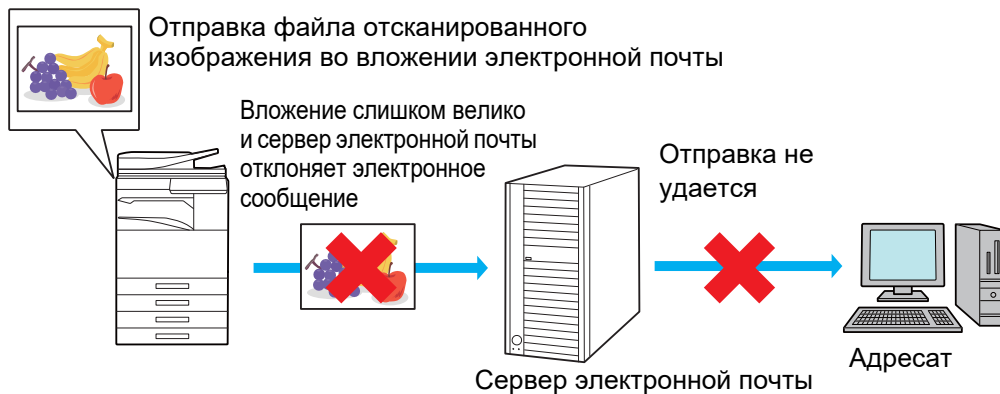 Отправка файла отсканированного
изображения во вложении электронной почты
Вложение слишком велико
и сервер электронной почты
отклоняет электронное
сообщение
Отправка не
удается
Адресат
Сервер электронной почты